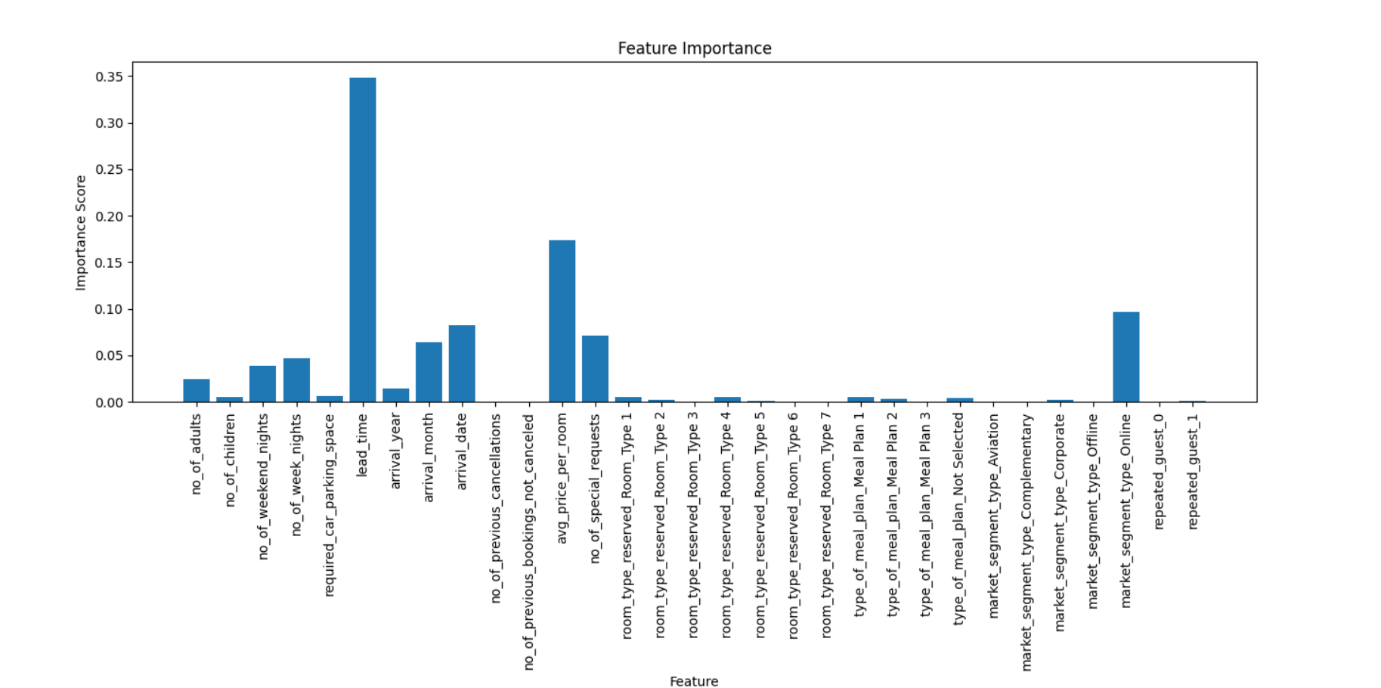 Feature Importance
Importance Score
0.35
0.30
0.25
0.20
0.15
0.10
0.05
0.00
no_of_adults
no_of_children
no_of_weekend_nights
no_of_week_nights
required_car_parking_space
lead_time
arrival_year
arrival_month
arrival_date
no_of_previous_cancellations
no_of_previous_bookings_not_canceled
avg_price_per_room
no_of_special_requests
room_type_reserved_Room_Type 1
room_type_reserved_Room_Type 2
room_type_reserved_Room_Type 3
room_type_reserved_Room_Type 4
room_type_reserved_Room_Type 5
room_type_reserved_Room_Type 6
room_type_reserved_Room_Type 7
type_of_meal_plan_Meal Plan 1
type_of_meal_plan_Meal Plan 2
type_of_meal_plan_Meal Plan 3
type_of_meal_plan_Not Selected
market_segment_type_Aviation
market_segment_type_Complementary
market_segment_type_Corporate
market_segment_type_Offline
market_segment_type_Online
repeated_guest_0
repeated_guest_1
Feature